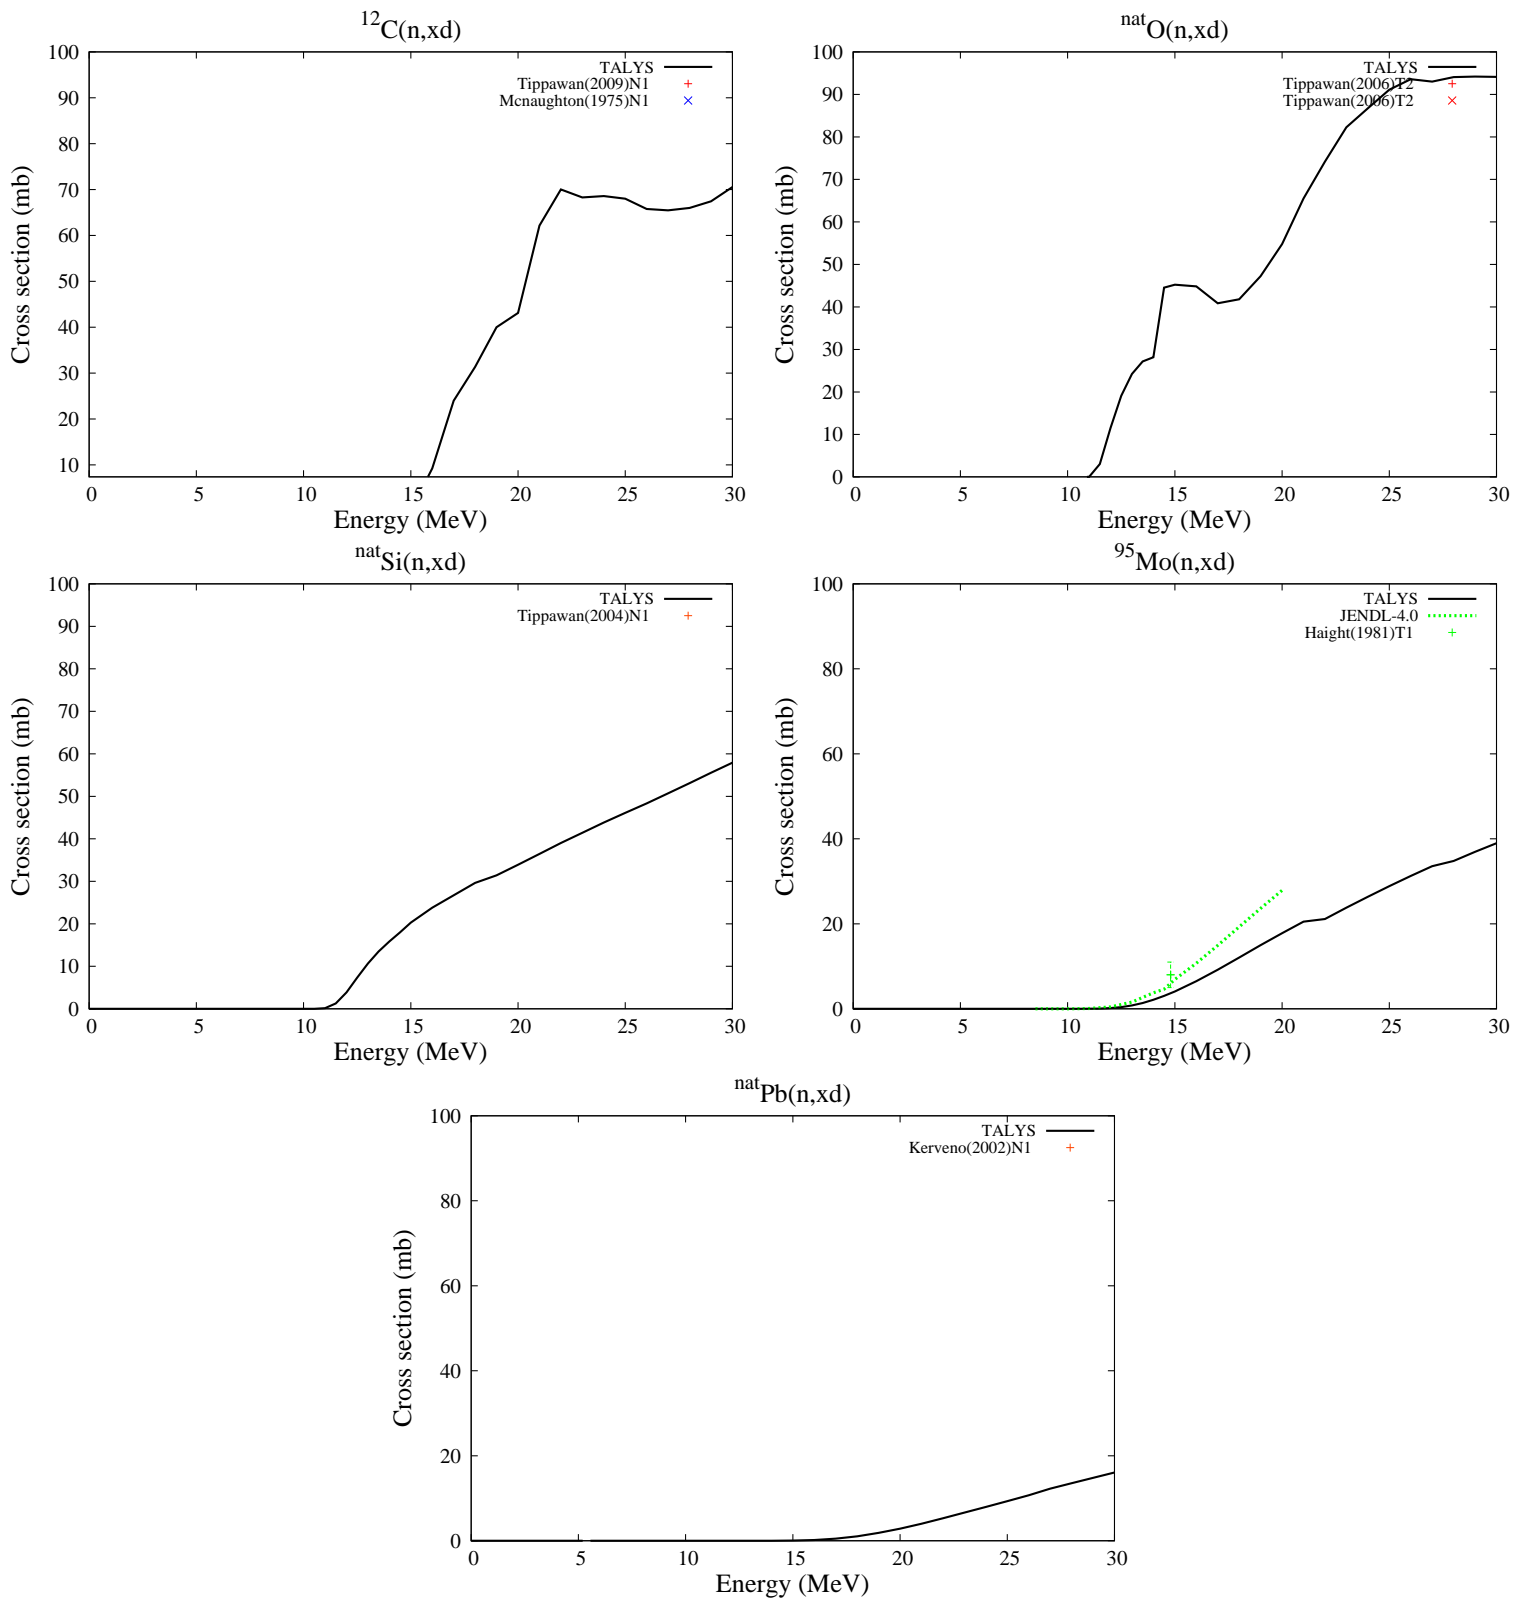 12C(n,xd)
natO(n,xd)
TALYS
Tippawan(2009)N1
Mcnaughton(1975)N1
TALYS
Tippawan(2006)T2
Tippawan(2006)T2
Cross section (mb)
100
90
80
70
60
50
40
30
20
10
0 5 10 15 20 25 30
Energy (MeV)
Cross section (mb)
100
90
80
70
60
50
40
30
20
10
0
0 5 10 15 20 25 30
Energy (MeV)
natSi(n,xd)
95Mo(n,xd)
TALYS
Tippawan(2004)N1
TALYS
JENDL-4.0
Haight(1981)T1
Cross section (mb)
100
90
80
70
60
50
40
30
20
10
0
0 5 10 15 20 25 30
Energy (MeV)
Cross section (mb)
100
90
80
70
60
50
40
30
20
10
0
0 5 10 15 20 25 30
Energy (MeV)
natPb(n,xd)
TALYS
Kerveno(2002)N1
Cross section (mb)
100
80
60
40
20
0
0 5 10 15 20 25 30
Energy (MeV)